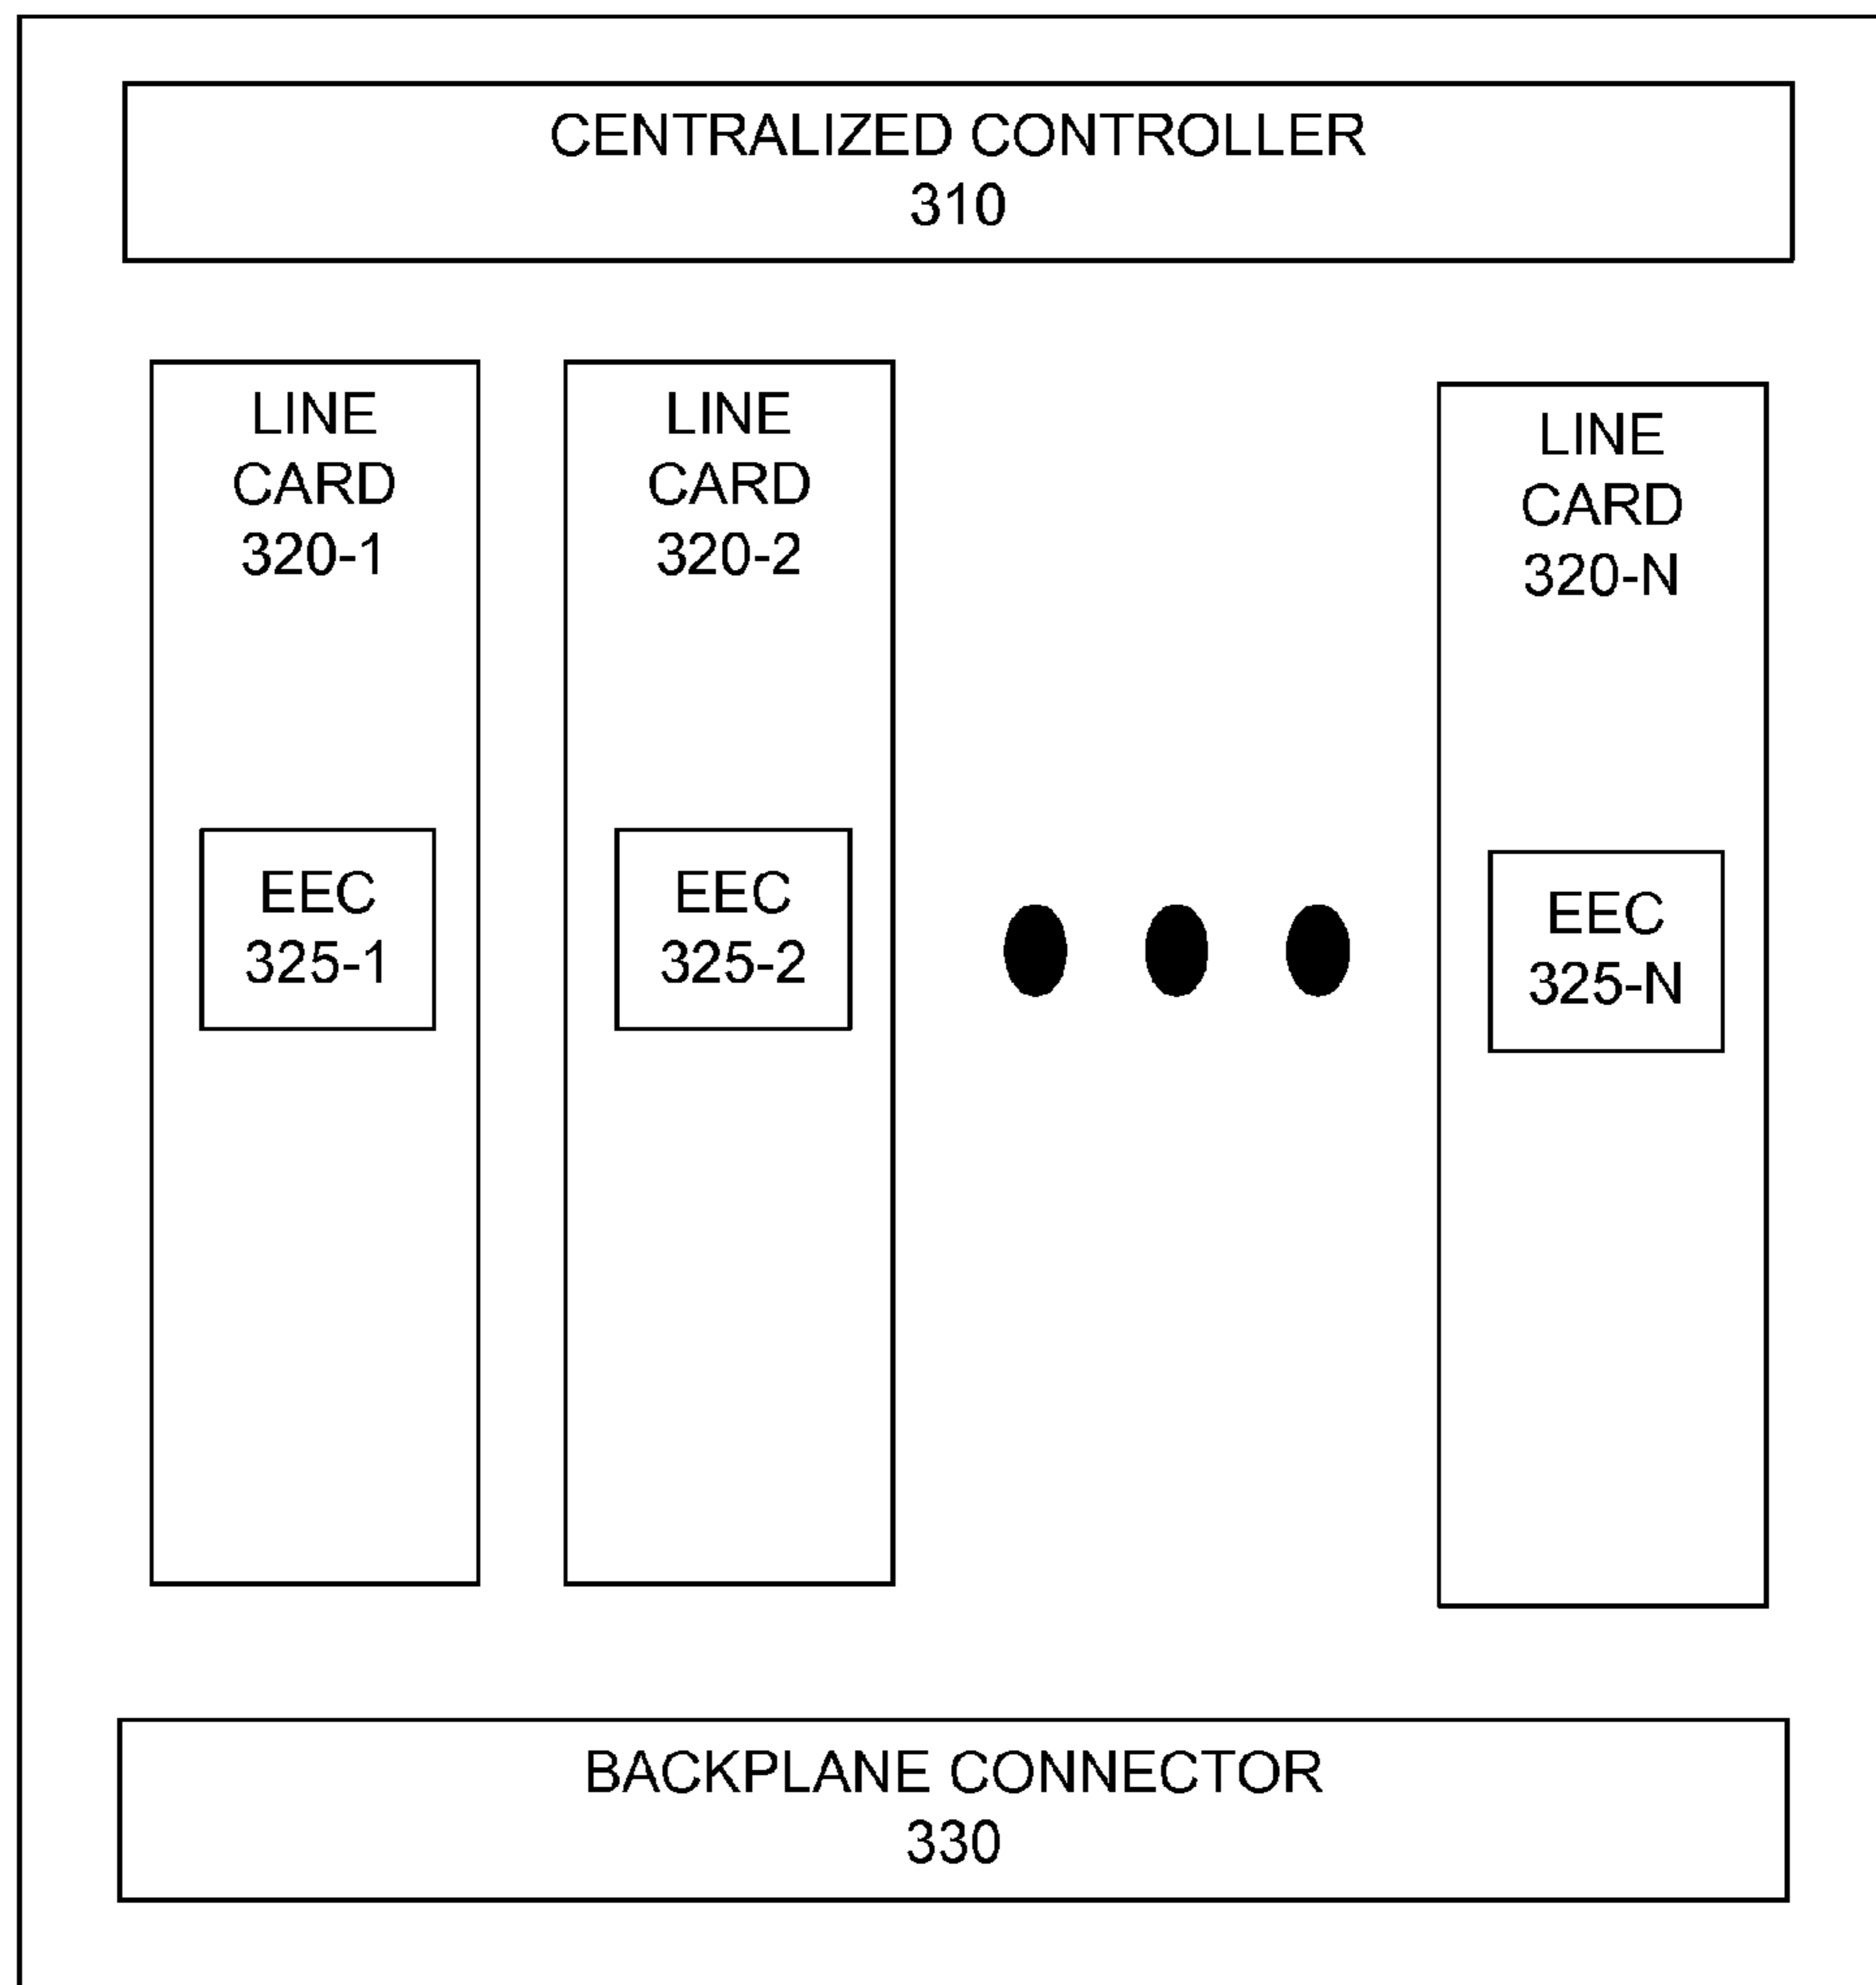 CENTRALIZED CONTROLLER
310
LINE
CARD
320-1
EEC
325-1
LINE
CARD
320-2
EEC
325-2
LINE
CARD
320-N
EEC
325-N
BACKPLANE CONNECTOR
330